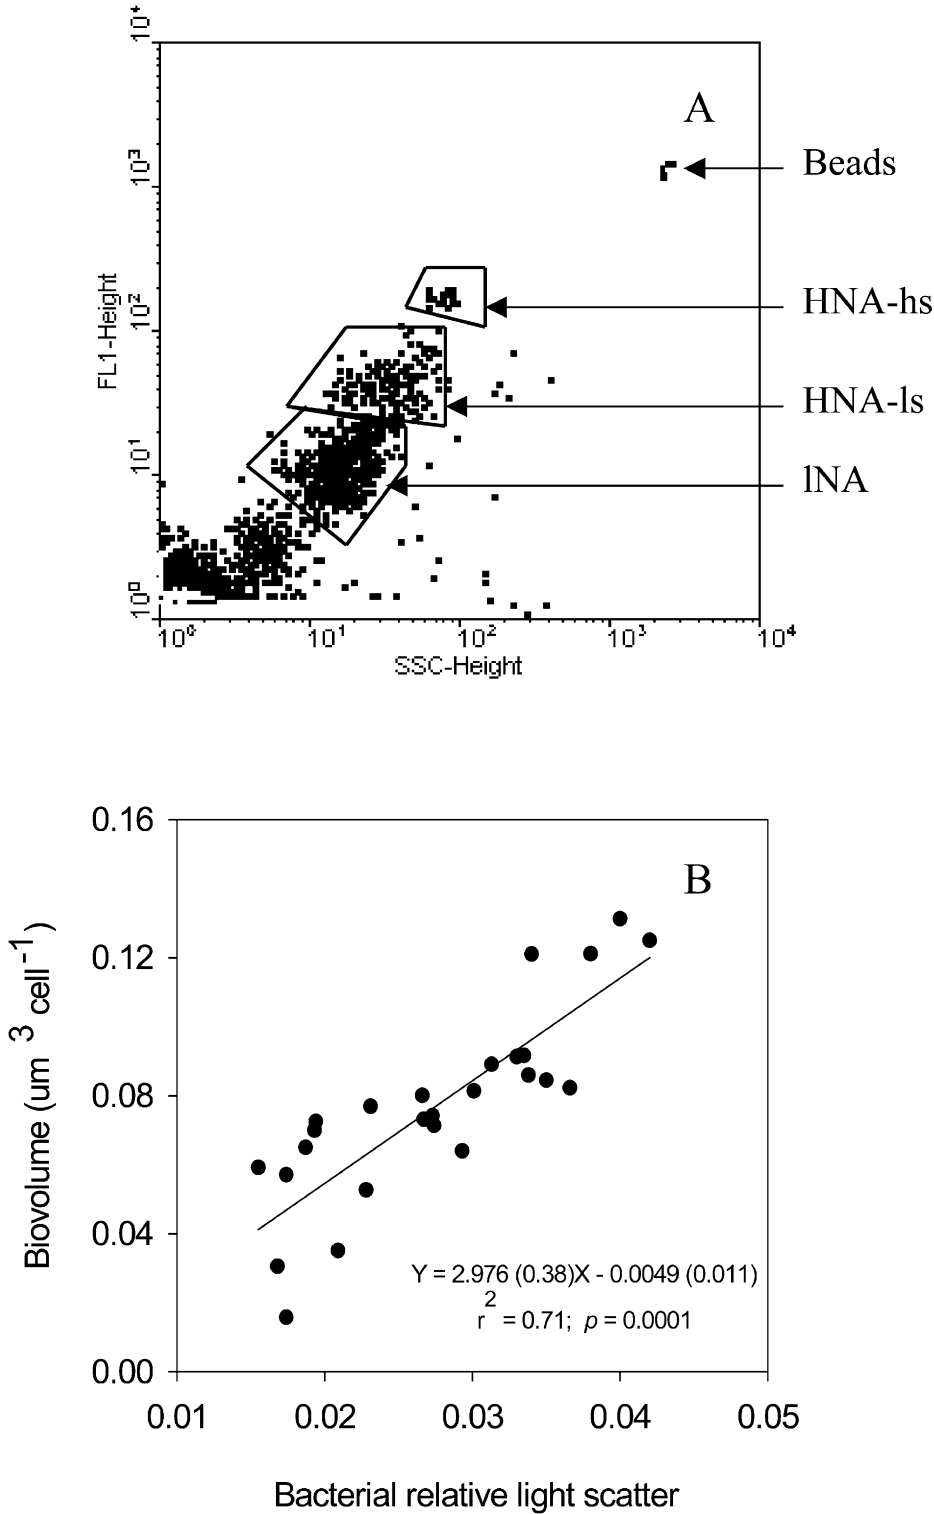 10⁴
A
10³
Beads
HNA-hs
10²
FL1-Height
HNA-ls
10¹
lNA
10⁰
10⁰ 10¹ 10² 10³ 10⁴
SSC-Height
0.16
B
0.12
Biovolume (um ³ cell⁻¹)
0.08
0.04
Y = 2.976 (0.38)X - 0.0049 (0.011)
r² = 0.71; p = 0.0001
0.00
0.01 0.02 0.03 0.04 0.05
Bacterial relative light scatter